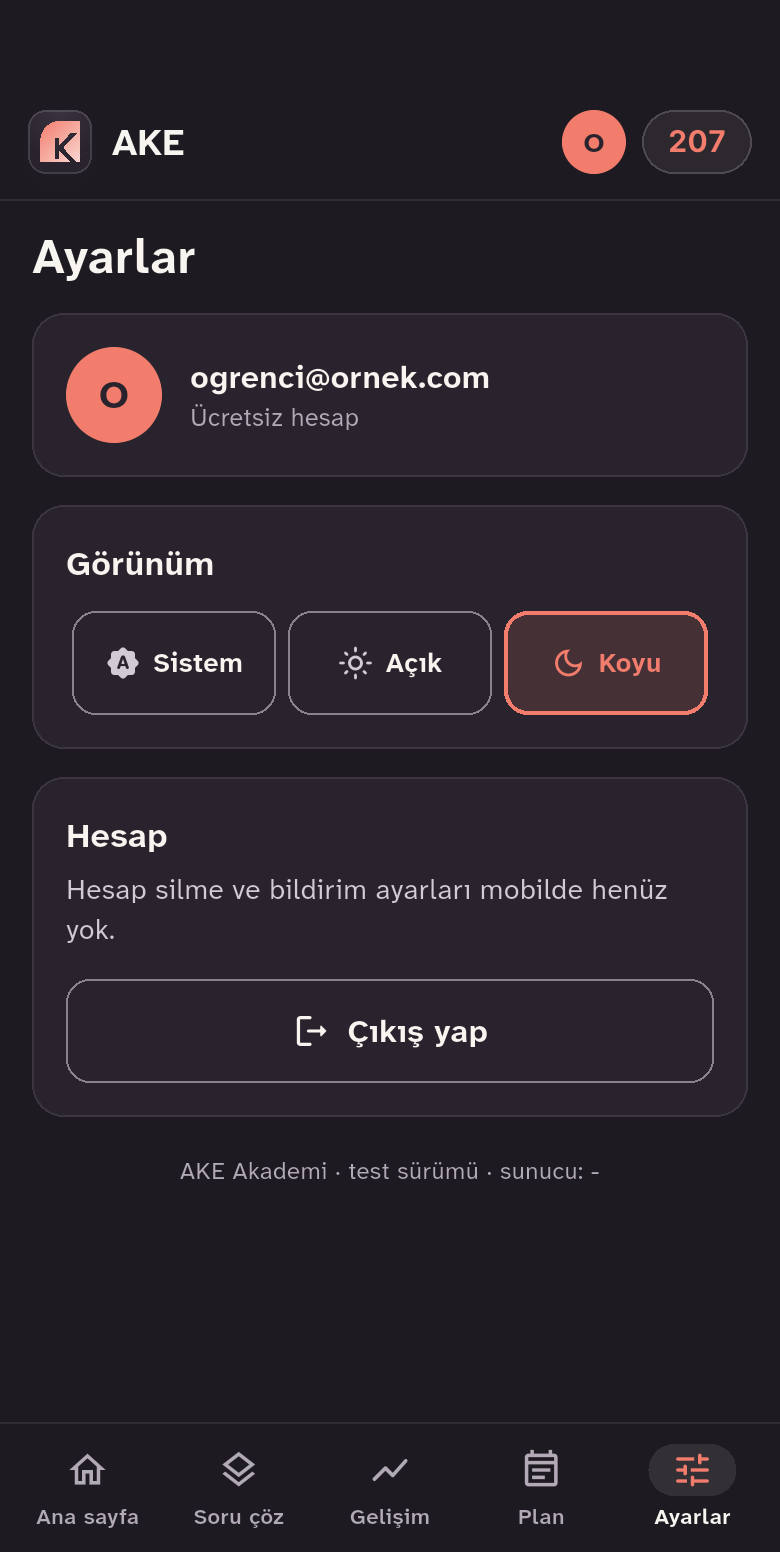 K AKE
O 207
Ayarlar
O
ogrenci@ornek.com
Ücretsiz hesap
Görünüm
A Sistem
Açık
Koyu
Hesap
Hesap silme ve bildirim ayarları mobilde henüz
yok.
Çıkış yap
AKE Akademi · test sürümü · sunucu: -
Ana sayfa
Soru çöz
Gelişim
Plan
Ayarlar